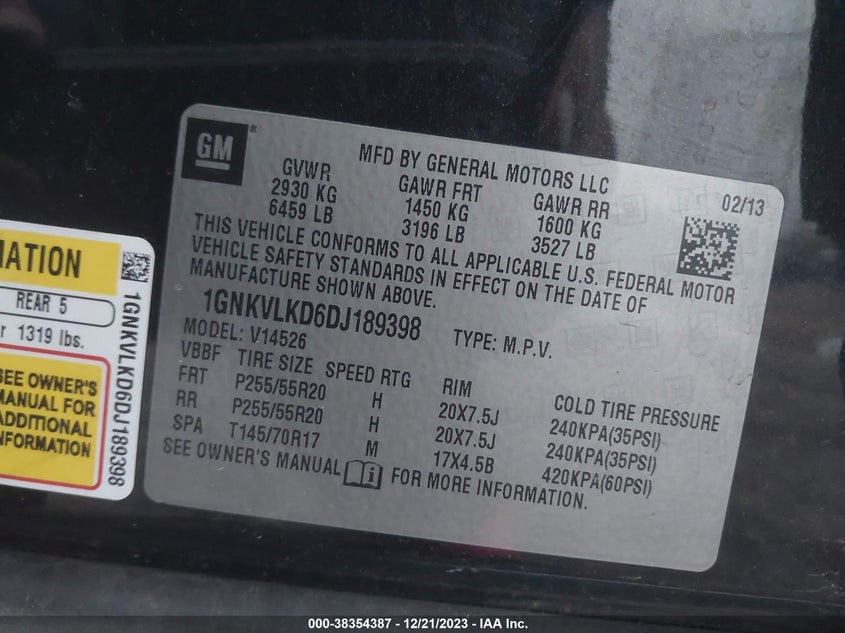 GM
®
MFD BY GENERAL MOTORS LLC
02/13
GVWR GAWR FRT GAWR RR
2930 KG 1450 KG 1600 KG
6459 LB 3196 LB 3527 LB
THIS VEHICLE CONFORMS TO ALL APPLICABLE U.S. FEDERAL MOTOR
VEHICLE SAFETY STANDARDS IN EFFECT ON THE DATE OF
MANUFACTURE SHOWN ABOVE.
1GNKVLKD6DJ189398 TYPE: M.P.V.
MODEL: V14526
VBBF TIRE SIZE SPEED RTG RIM COLD TIRE PRESSURE
FRT P255/55R20 H 20X7.5J 240KPA(35PSI)
RR P255/55R20 H 20X7.5J 240KPA(35PSI)
SPA T145/70R17 M 17X4.5B 420KPA(60PSI)
SEE OWNER'S MANUAL FOR MORE INFORMATION.
MATION
REAR 5
r 1319 lbs.
SEE OWNER'S
MANUAL FOR
ADDITIONAL
INFORMATION
1GNKVLKD6DJ189398
000-38354387 - 12/21/2023 - IAA Inc.